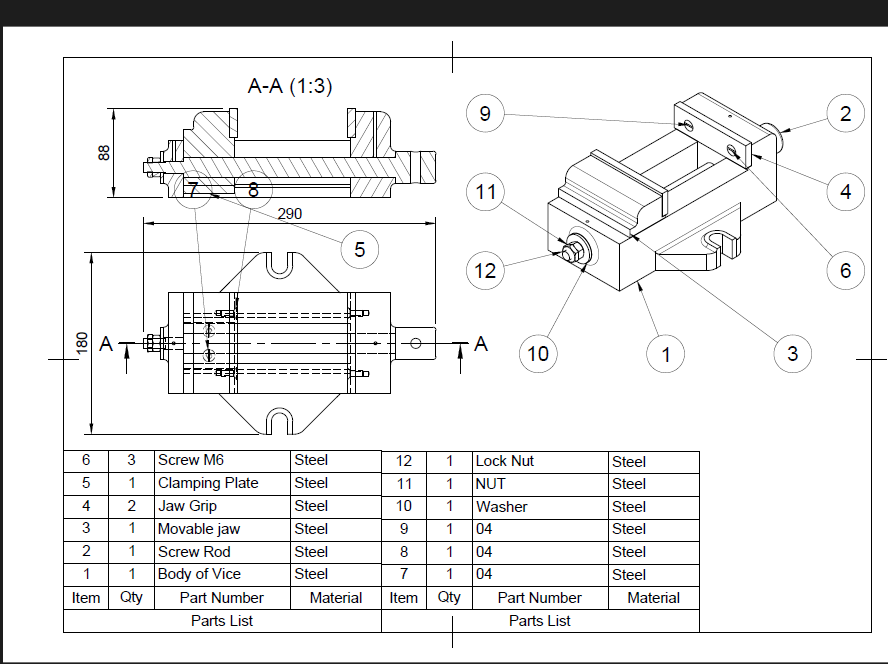 A-A (1:3)
9
2
88
7
8
11
4
290
5
12
6
180
A
A
10
1
3
6 3 Screw M6 Steel 12 1 Lock Nut Steel
5 1 Clamping Plate Steel 11 1 NUT Steel
4 2 Jaw Grip Steel 10 1 Washer Steel
3 1 Movable jaw Steel 9 1 04 Steel
2 1 Screw Rod Steel 8 1 04 Steel
1 1 Body of Vice Steel 7 1 04 Steel
Item Qty Part Number Material Item Qty Part Number Material
Parts List Parts List